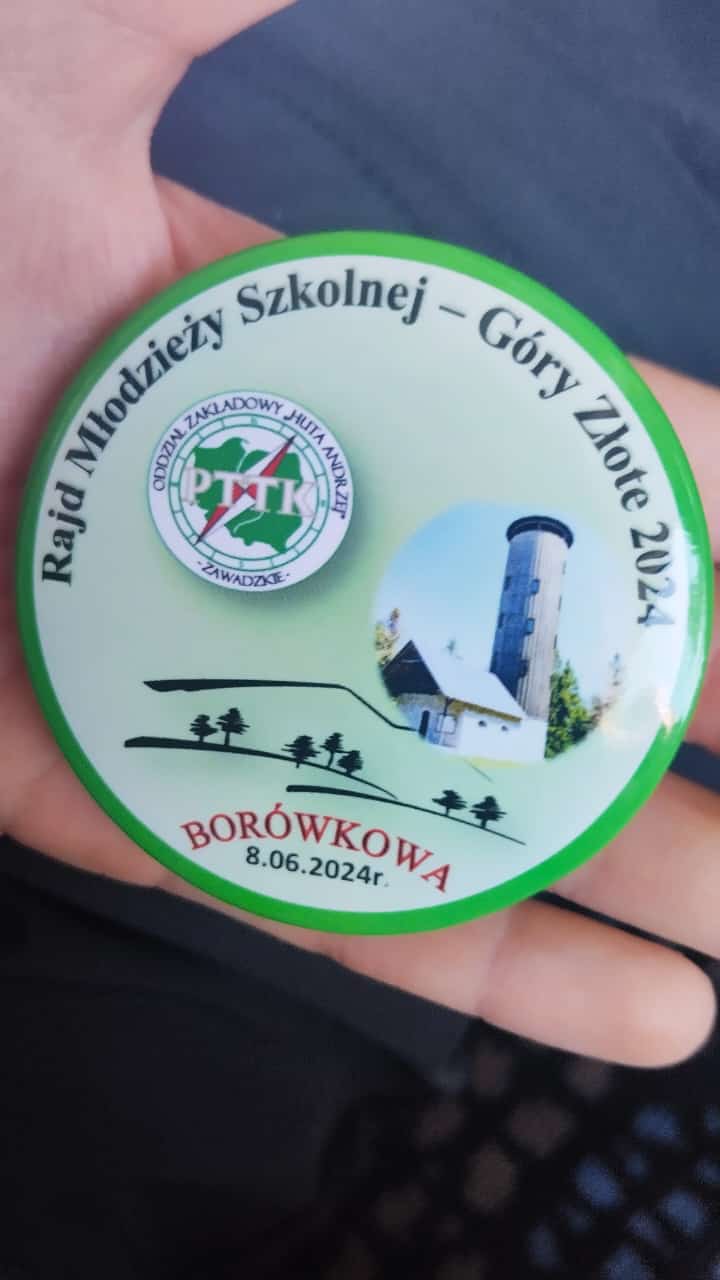 Rajd Młodzieży Szkolnej – Góry Złote 2024
ODDZIAŁ ZAKŁADOWY „HUTA ANDRZEJ"
PTTK
- ZAWADZKIE -
BORÓWKOWA
8.06.2024r.